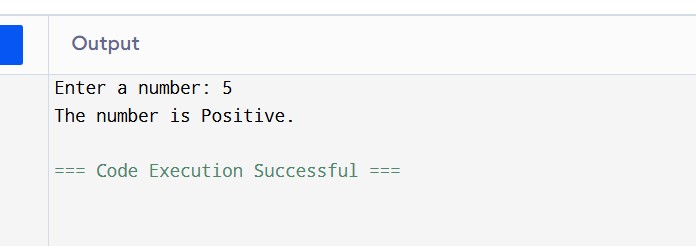 Output
Enter a number: 5
The number is Positive.
=== Code Execution Successful ===